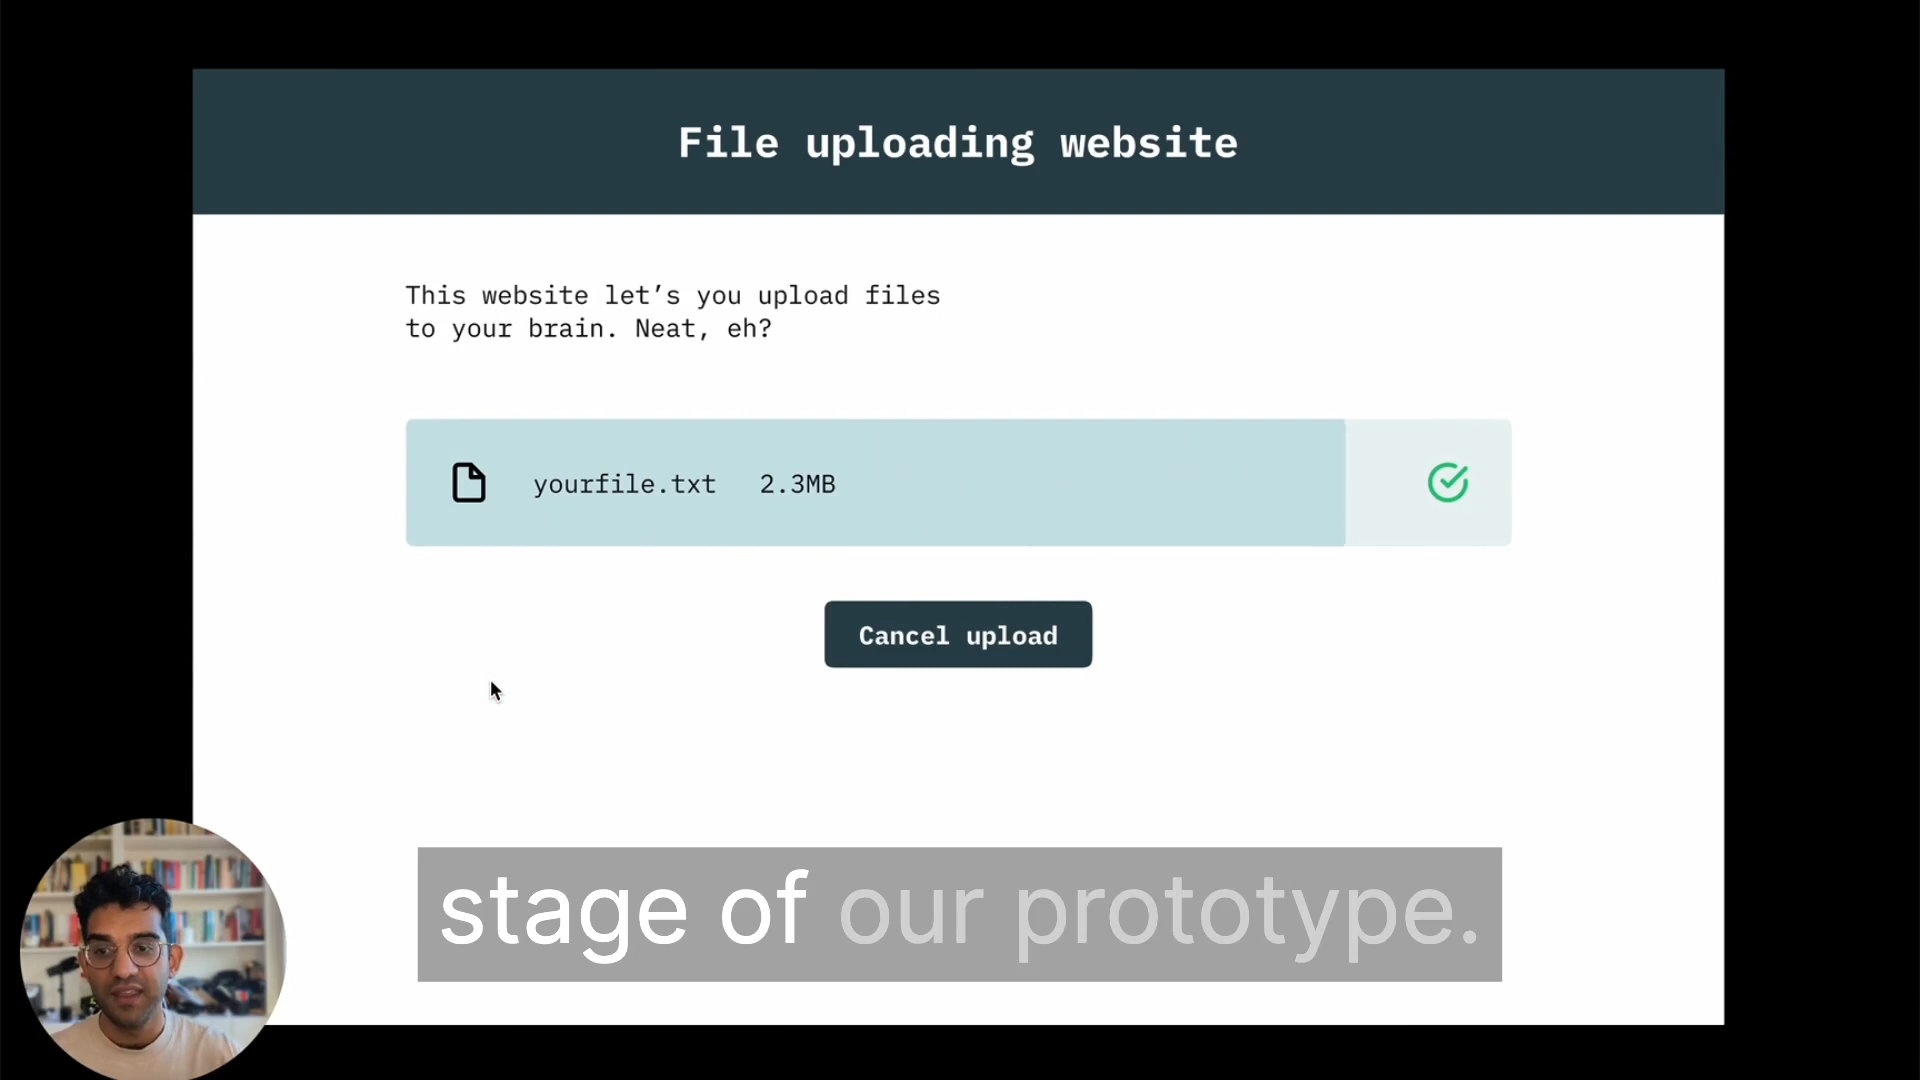 File uploading website
This website let’s you upload files
to your brain. Neat, eh?
yourfile.txt 2.3MB
Cancel upload
stage of our prototype.